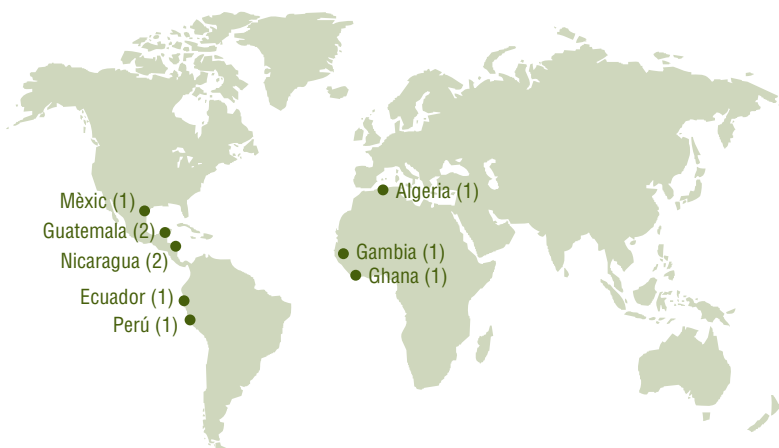 Mèxic (1)
Guatemala (2)
Nicaragua (2)
Ecuador (1)
Perú (1)
Algeria (1)
Gambia (1)
Ghana (1)